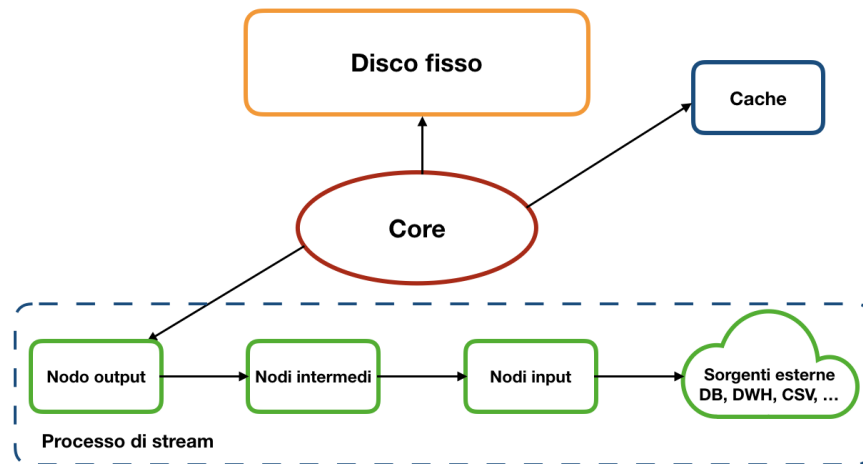 Disco fisso
Cache
Core
Nodo output
Nodi intermedi
Nodi input
Sorgenti esterne
DB, DWH, CSV, ...
Processo di stream